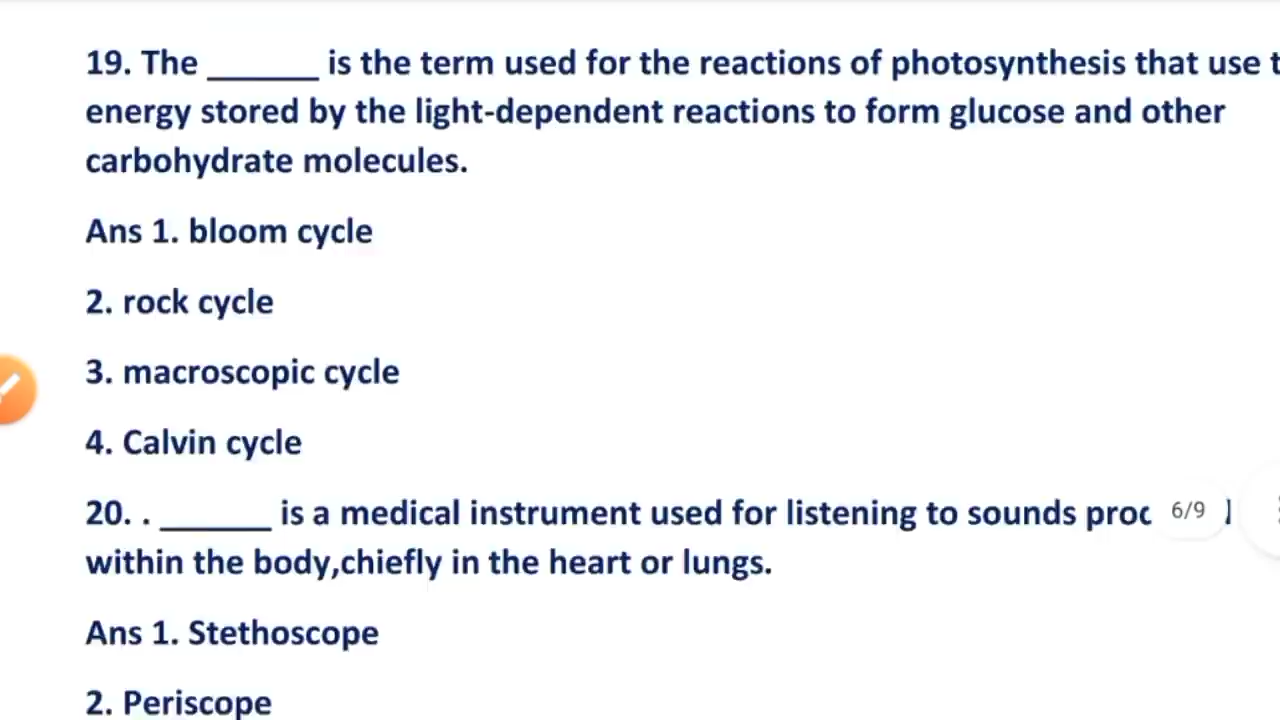 19. The ______ is the term used for the reactions of photosynthesis that use
energy stored by the light-dependent reactions to form glucose and other
carbohydrate molecules.
Ans 1. bloom cycle
2. rock cycle
3. macroscopic cycle
4. Calvin cycle
20. . ______ is a medical instrument used for listening to sounds
6/9
within the body,chiefly in the heart or lungs.
Ans 1. Stethoscope
2. Periscope